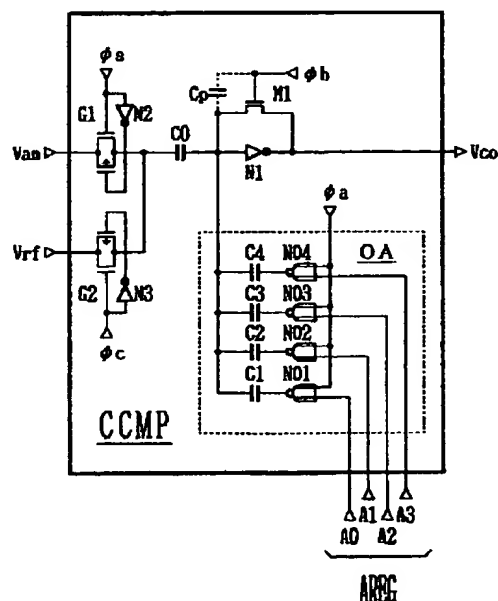 φa
φb
Cp
M1
G1
N2
C0
Van
N1
Vco
φa
Vrf
C4
NO4
OA
C3
NO3
G2
N3
C2
NO2
φc
C1
NO1
CCMP
A0
A1
A2
A3
AREG